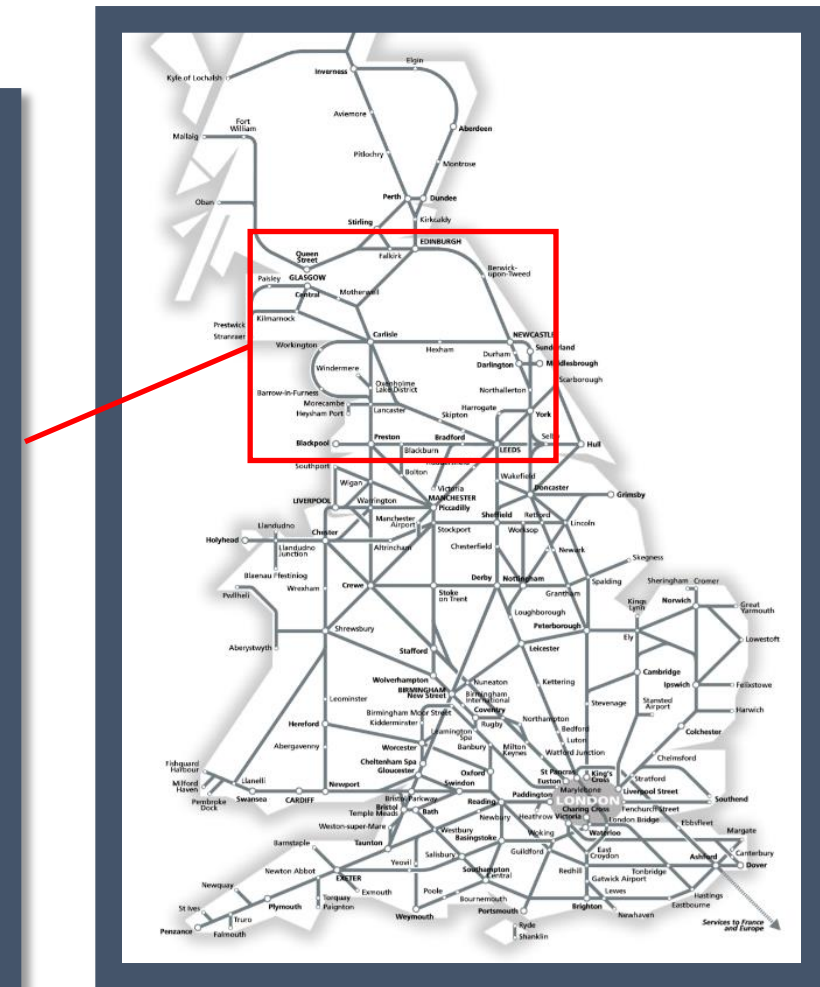 Elgin
Inverness
Kyle of Lochalsh
Aviemore
Fort
William
Mallaig
Aberdeen
Pitlochry
Montrose
Perth
Dundee
Oban
Kirkcaldy
Stirling
EDINBURGH
Queen
Street
Falkirk
Berwick-
upon-Tweed
Paisley
GLASGOW
Central
Motherwell
Kilmarnock
Prestwick
Stranraer
Carlisle
NEWCASTLE
Workington
Hexham
Sunderland
Durham
Darlington
Middlesbrough
Windermere
Oxenholme
Lake District
Scarborough
Barrow-in-Furness
Northallerton
Morecambe
Heysham Port
Lancaster
Harrogate
York
Skipton
Blackpool
Preston
Bradford
Selby
Hull
Blackburn
LEEDS
Southport
Bolton
Wakefield
Wigan
Victoria
Doncaster
Grimsby
LIVERPOOL
Warrington
MANCHESTER
Piccadilly
Manchester
Airport
Sheffield
Retford
Lincoln
Llandudno
Stockport
Worksop
Holyhead
Chester
Llandudno
Junction
Altrincham
Chesterfield
Newark
Skegness
Blaenau Ffestiniog
Wrexham
Crewe
Derby
Nottingham
Spalding
Sheringham
Cromer
Pwllheli
Stoke
on Trent
Grantham
Kings
Lynn
Norwich
Great
Yarmouth
Loughborough
Shrewsbury
Peterborough
Ely
Lowestoft
Aberystwyth
Stafford
Leicester
Wolverhampton
Cambridge
BIRMINGHAM
New Street
Nuneaton
Kettering
Ipswich
Felixstowe
Birmingham
International
Leominster
Coventry
Stevenage
Stansted
Airport
Birmingham Moor Street
Harwich
Kidderminster
Rugby
Northampton
Hereford
Leamington
Spa
Bedford
Colchester
Worcester
Banbury
Milton
Keynes
Luton
Abergavenny
Watford Junction
Chelmsford
Cheltenham Spa
Gloucester
Fishguard
Harbour
Oxford
St Pancras
Euston
King's
Cross
Stratford
Llanelli
Newport
Swindon
Milford
Haven
Marylebone
Liverpool Street
Pembroke
Dock
Swansea
CARDIFF
Bristol Parkway
Paddington
LONDON
Southend
Bristol
Temple Meads
Bath
Reading
Heathrow
Charing Cross
Fenchurch Street
Newbury
Victoria
London Bridge
Ebbsfleet
Weston-super-Mare
Westbury
Basingstoke
Woking
Waterloo
Margate
Barnstaple
Taunton
Guildford
East
Croydon
Canterbury
Salisbury
Ashford
Dover
Yeovil
Newton Abbot
EXETER
Southampton
Central
Redhill
Tonbridge
Gatwick Airport
Newquay
Exmouth
Poole
Lewes
Hastings
St Ives
Plymouth
Torquay
Paignton
Bournemouth
Eastbourne
Truro
Weymouth
Portsmouth
Brighton
Newhaven
Penzance
Falmouth
Ryde
Shanklin
Services to France
and Europe